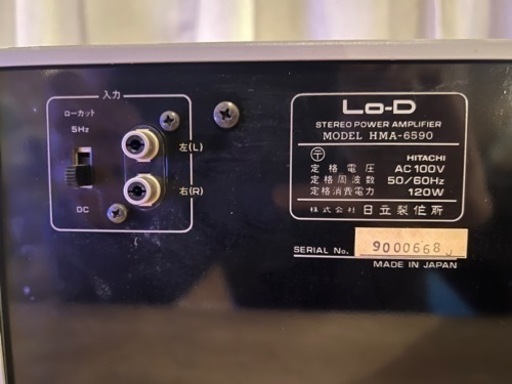 入力
ローカット
5Hz
左(L)
右(R)
DC
Lo-D
STEREO POWER AMPLIFIER
MODEL HMA-6590
〒 HITACHI
定格電圧 AC100V
定格周波数 50/60Hz
定格消費電力 120W
株式会社 日立製作所
SERIAL No. 9000668J
MADE IN JAPAN